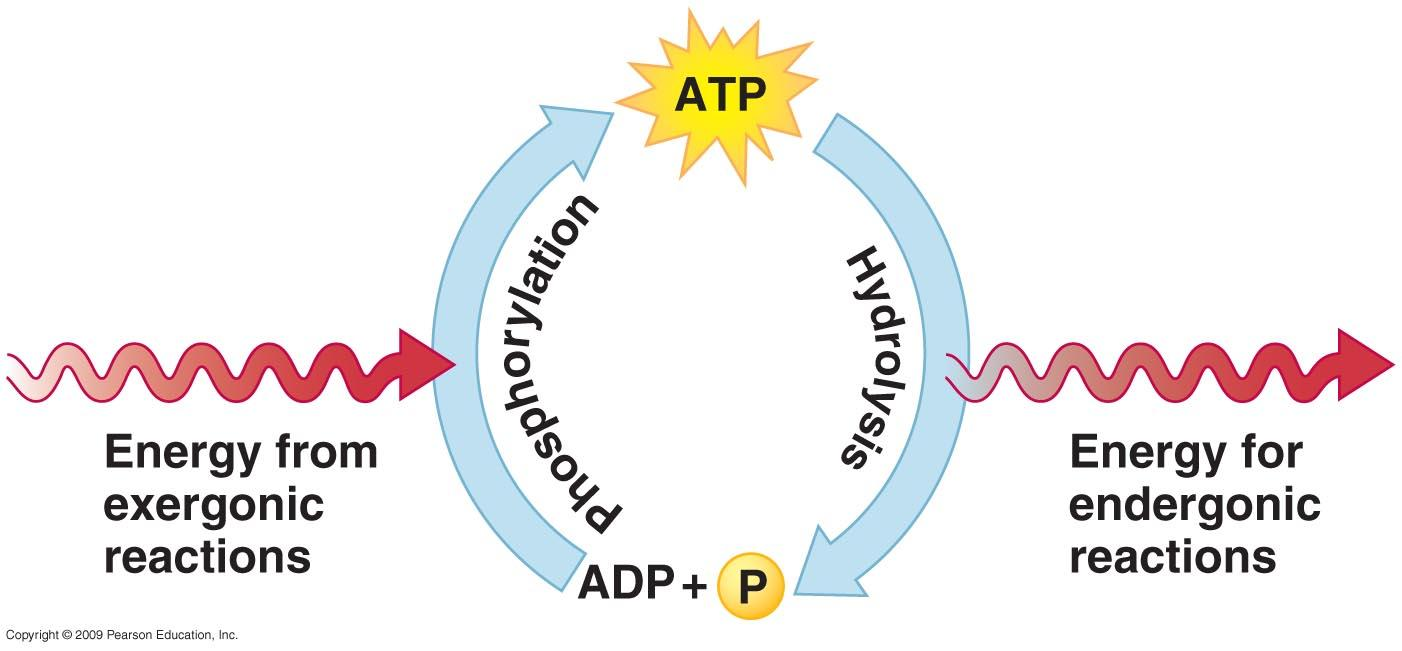 ATP
Phosphorylation
Hydrolysis
Energy from
exergonic
reactions
Energy for
endergonic
reactions
ADP + P
Copyright © 2009 Pearson Education, Inc.